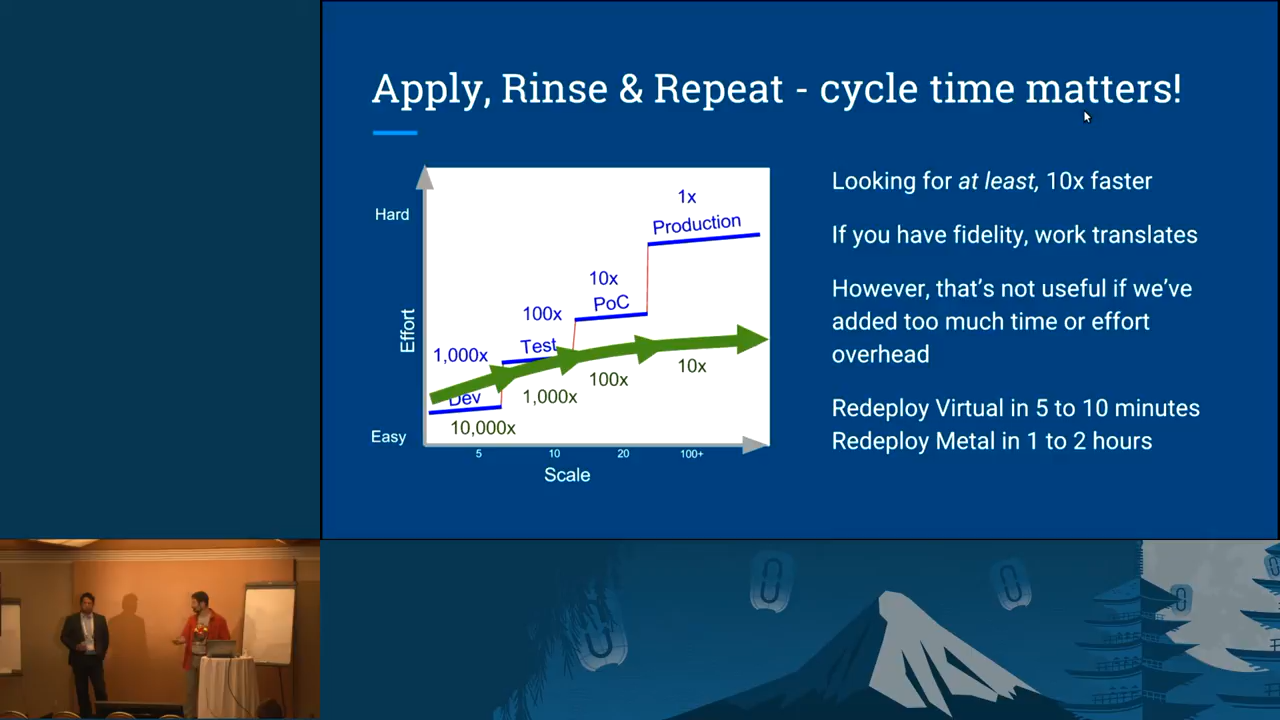 Apply, Rinse & Repeat - cycle time matters!
Hard
Effort
Easy
1x
Production
10x
PoC
100x
Test
1,000x
Dev
10x
100x
1,000x
10,000x
5
10
20
100+
Scale
Looking for at least, 10x faster
If you have fidelity, work translates
However, that's not useful if we've
added too much time or effort
overhead
Redeploy Virtual in 5 to 10 minutes
Redeploy Metal in 1 to 2 hours